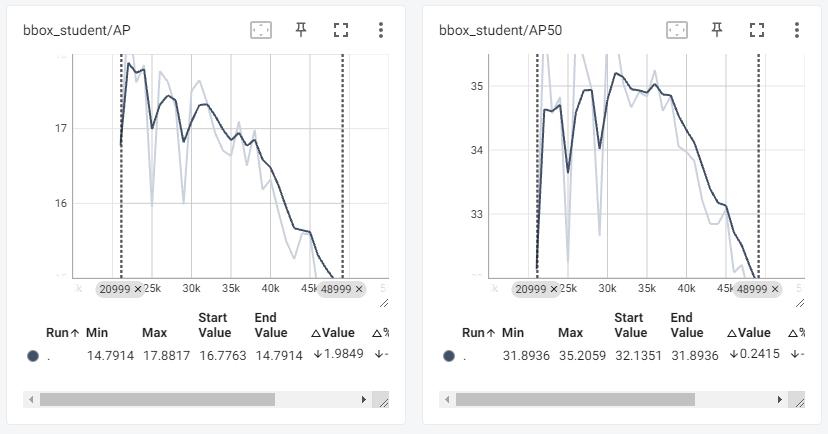 bbox_student/AP
17
16
20999 ×
25k
30k
35k
40k
45k
48999 ×
Run↑ Min Max Start Value End Value △Value △%
. 14.7914 17.8817 16.7763 14.7914 ↓1.9849 ↓-
bbox_student/AP50
35
34
33
20999 ×
25k
30k
35k
40k
45k
48999 ×
Run↑ Min Max Start Value End Value △Value △%
. 31.8936 35.2059 32.1351 31.8936 ↓0.2415 ↓-